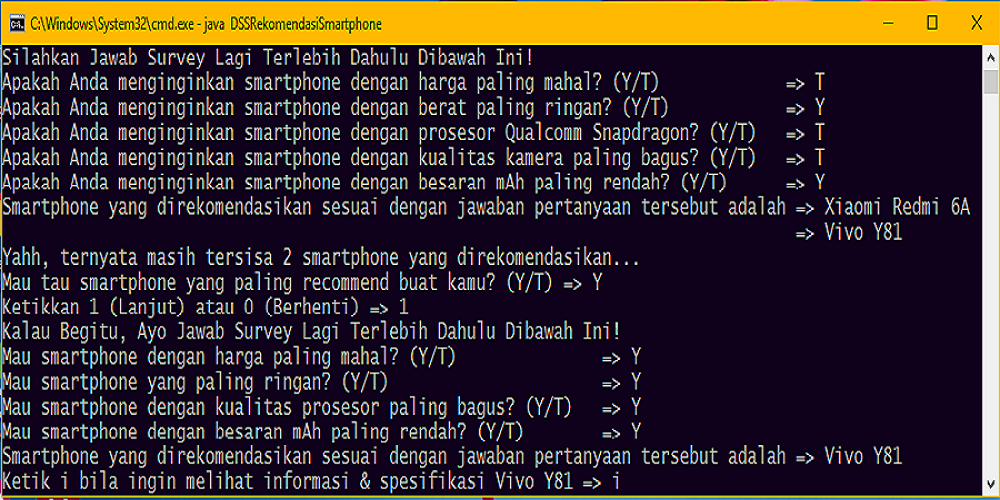 C:\Windows\System32\cmd.exe - java DSSRekomendasiSmartphone
Silahkan Jawab Survey Lagi Terlebih Dahulu Dibawah Ini!
Apakah Anda menginginkan smartphone dengan harga paling mahal? (Y/T) => T
Apakah Anda menginginkan smartphone dengan berat paling ringan? (Y/T) => Y
Apakah Anda menginginkan smartphone dengan prosesor Qualcomm Snapdragon? (Y/T) => T
Apakah Anda menginginkan smartphone dengan kualitas kamera paling bagus? (Y/T) => T
Apakah Anda menginginkan smartphone dengan besaran mAh paling rendah? (Y/T) => Y
Smartphone yang direkomendasikan sesuai dengan jawaban pertanyaan tersebut adalah => Xiaomi Redmi 6A
=> Vivo Y81
Yahh, ternyata masih tersisa 2 smartphone yang direkomendasikan...
Mau tau smartphone yang paling recommend buat kamu? (Y/T) => Y
Ketikkan 1 (Lanjut) atau 0 (Berhenti) => 1
Kalau Begitu, Ayo Jawab Survey Lagi Terlebih Dahulu Dibawah Ini!
Mau smartphone dengan harga paling mahal? (Y/T) => Y
Mau smartphone yang paling ringan? (Y/T) => Y
Mau smartphone dengan kualitas prosesor paling bagus? (Y/T) => Y
Mau smartphone dengan besaran mAh paling rendah? (Y/T) => Y
Smartphone yang direkomendasikan sesuai dengan jawaban pertanyaan tersebut adalah => Vivo Y81
Ketik i bila ingin melihat informasi & spesifikasi Vivo Y81 => i